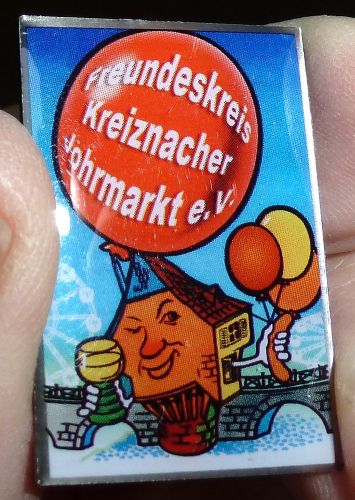 Freundeskreis
Kreiznacher
Johrmarkt e.V.